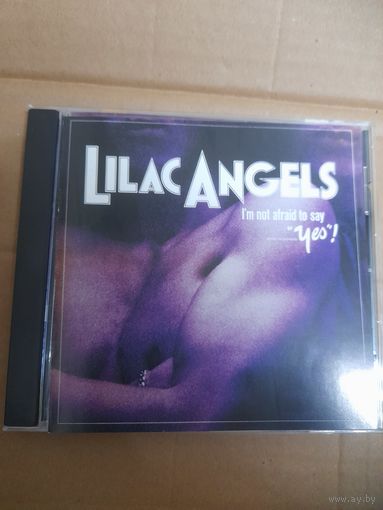 LILAC ANGELS
I'm not afraid to say
"Yes"!
www.ay.by